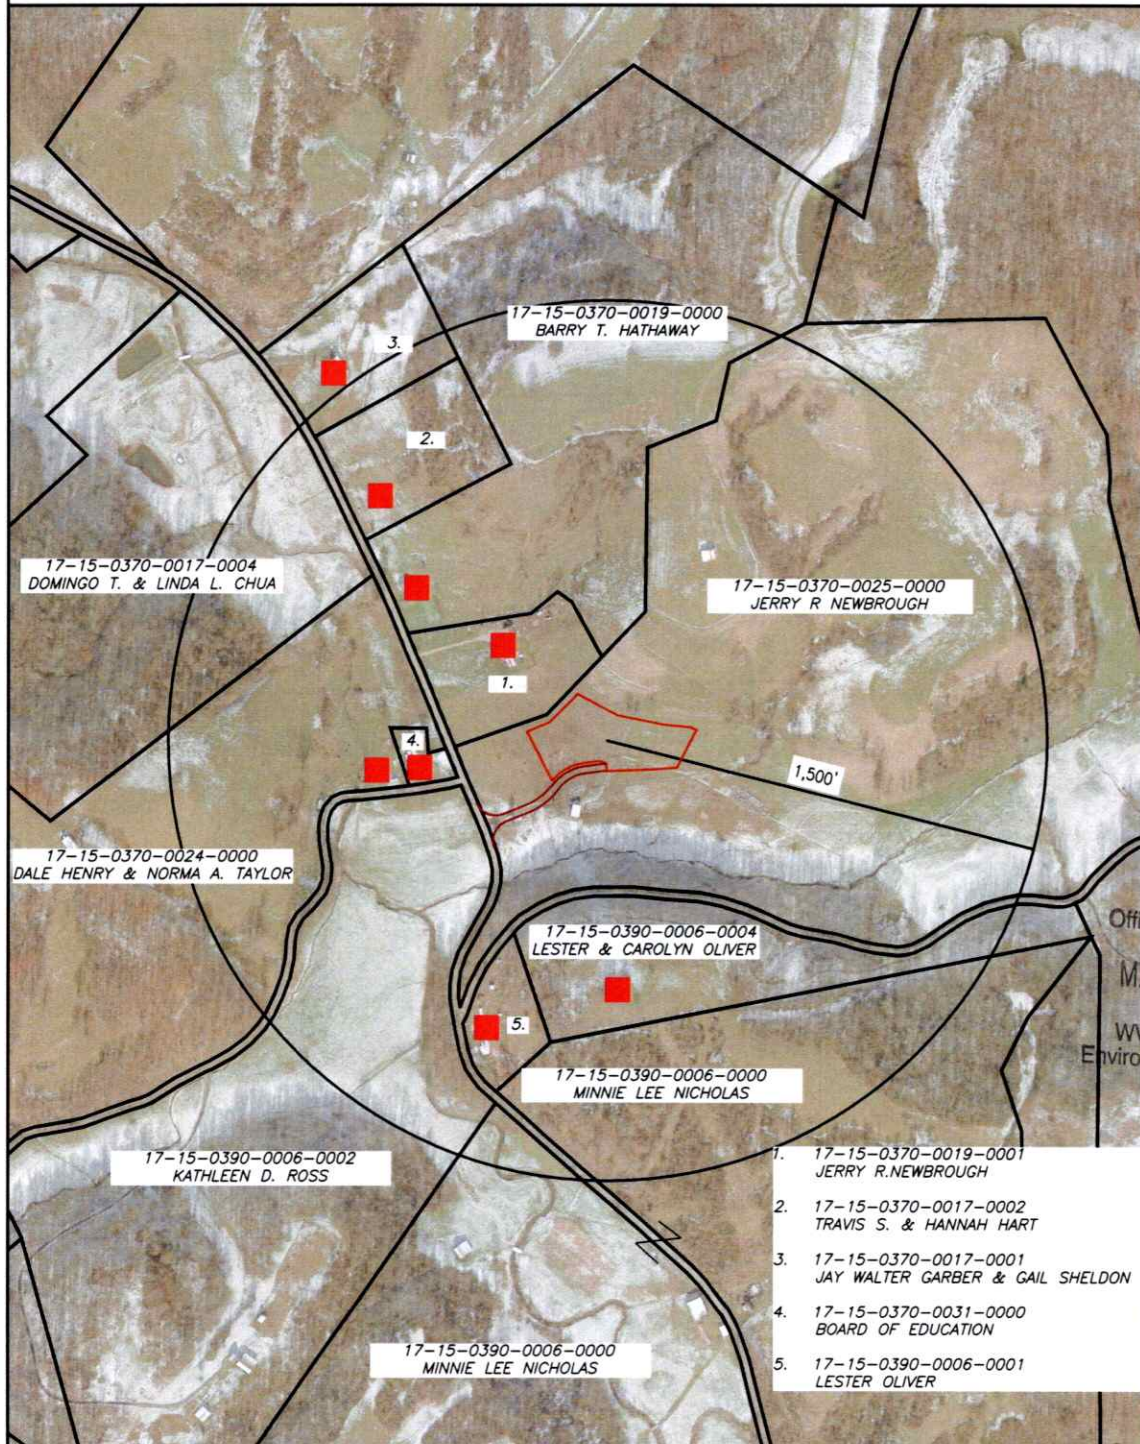 17-15-0370-0019-0000
BARRY T. HATHAWAY
3.
2.
17-15-0370-0017-0004
DOMINGO T. & LINDA L. CHUA
17-15-0370-0025-0000
JERRY R NEWBROUGH
1.
4.
1,500'
17-15-0370-0024-0000
DALE HENRY & NORMA A. TAYLOR
17-15-0390-0006-0004
LESTER & CAROLYN OLIVER
5.
17-15-0390-0006-0000
MINNIE LEE NICHOLAS
17-15-0390-0006-0002
KATHLEEN D. ROSS
17-15-0390-0006-0000
MINNIE LEE NICHOLAS
1. 17-15-0370-0019-0001
JERRY R.NEWBROUGH
2. 17-15-0370-0017-0002
TRAVIS S. & HANNAH HART
3. 17-15-0370-0017-0001
JAY WALTER GARBER & GAIL SHELDON
4. 17-15-0370-0031-0000
BOARD OF EDUCATION
5. 17-15-0390-0006-0001
LESTER OLIVER